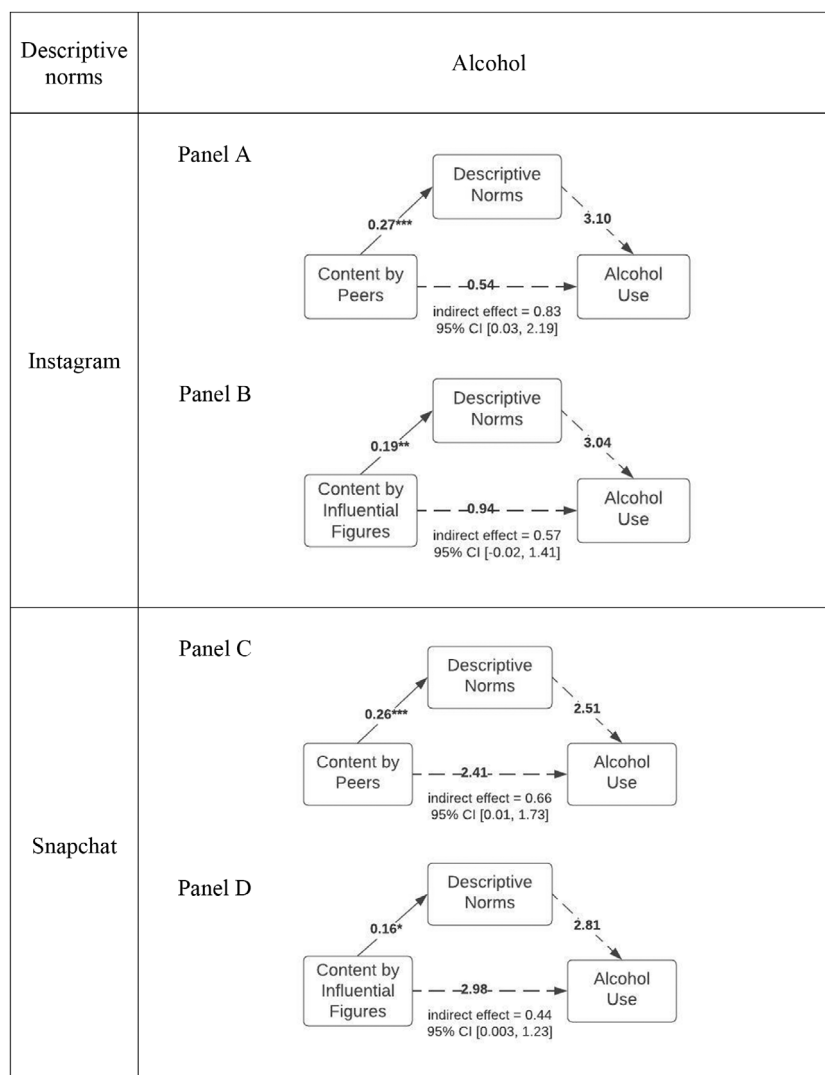 Descriptive
norms
Alcohol
Instagram
Panel A
Descriptive
Norms
0.27***
3.10
Content by
Peers
0.54
Alcohol
Use
indirect effect = 0.83
95% CI [0.03, 2.19]
Panel B
Descriptive
Norms
0.19**
3.04
Content by
Influential
Figures
0.94
Alcohol
Use
indirect effect = 0.57
95% CI [-0.02, 1.41]
Snapchat
Panel C
Descriptive
Norms
0.26***
2.51
Content by
Peers
2.41
Alcohol
Use
indirect effect = 0.66
95% CI [0.01, 1.73]
Panel D
Descriptive
Norms
0.16*
2.81
Content by
Influential
Figures
2.98
Alcohol
Use
indirect effect = 0.44
95% CI [0.003, 1.23]